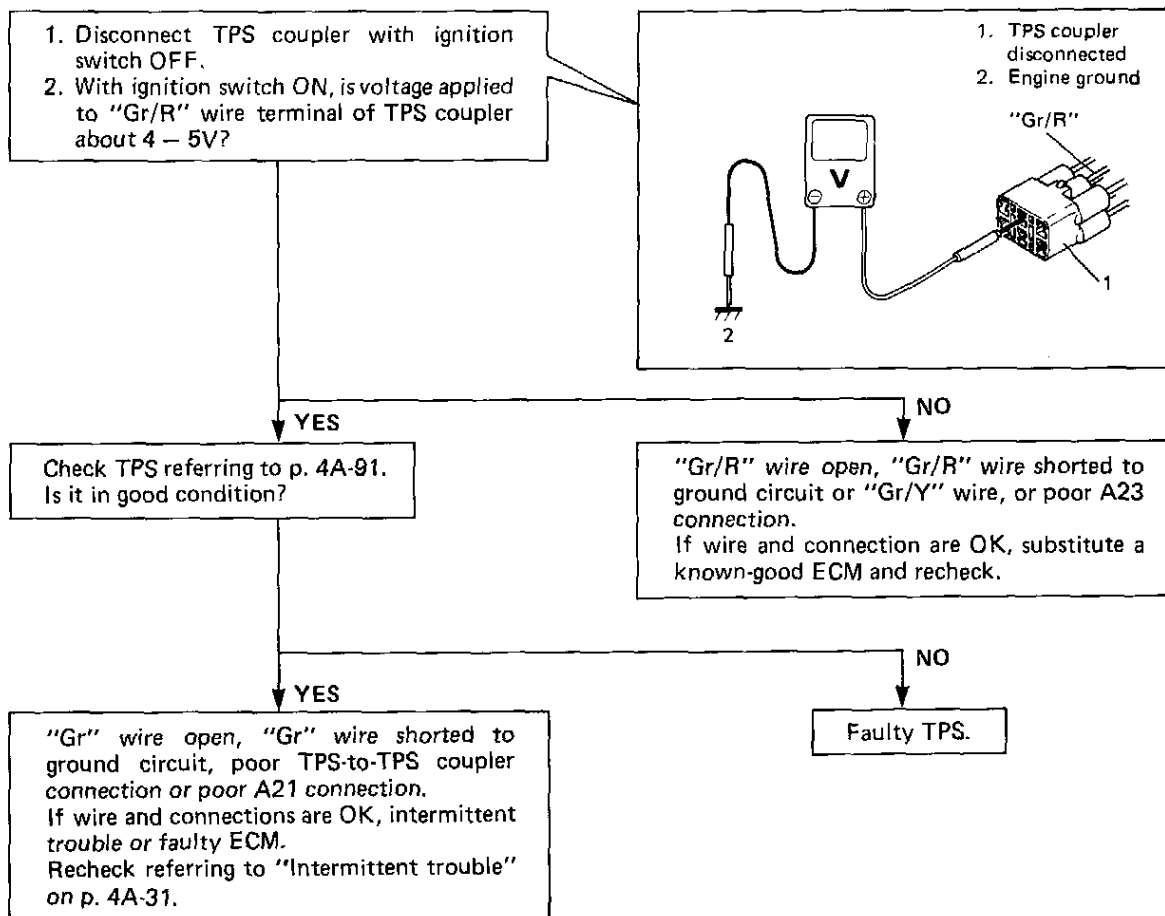 1. Disconnect TPS coupler with ignition
switch OFF.
2. With ignition switch ON, is voltage applied
to "Gr/R" wire terminal of TPS coupler
about 4 – 5V?
1. TPS coupler
disconnected
2. Engine ground
"Gr/R"
V
⊖ ⊕
1
2
YES
NO
Check TPS referring to p. 4A-91.
Is it in good condition?
"Gr/R" wire open, "Gr/R" wire shorted to
ground circuit or "Gr/Y" wire, or poor A23
connection.
If wire and connection are OK, substitute a
known-good ECM and recheck.
YES
NO
"Gr" wire open, "Gr" wire shorted to
ground circuit, poor TPS-to-TPS coupler
connection or poor A21 connection.
If wire and connections are OK, intermittent
trouble or faulty ECM.
Recheck referring to "Intermittent trouble"
on p. 4A-31.
Faulty TPS.